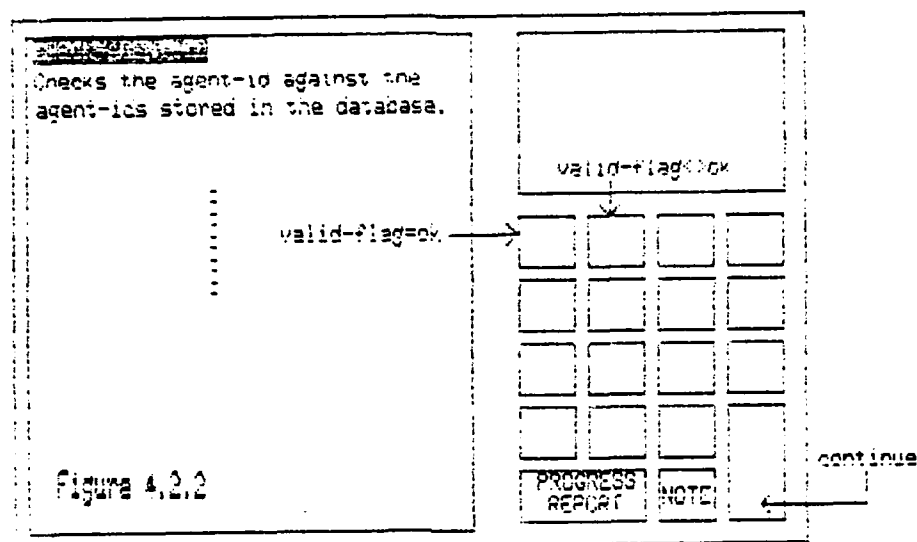 Checks the agent-id against the
agent-ids stored in the database.
valid-flag<>ok
valid-flag=ok
continue
PROGRESS
REPORT
NOTE
Figure 4.2.2